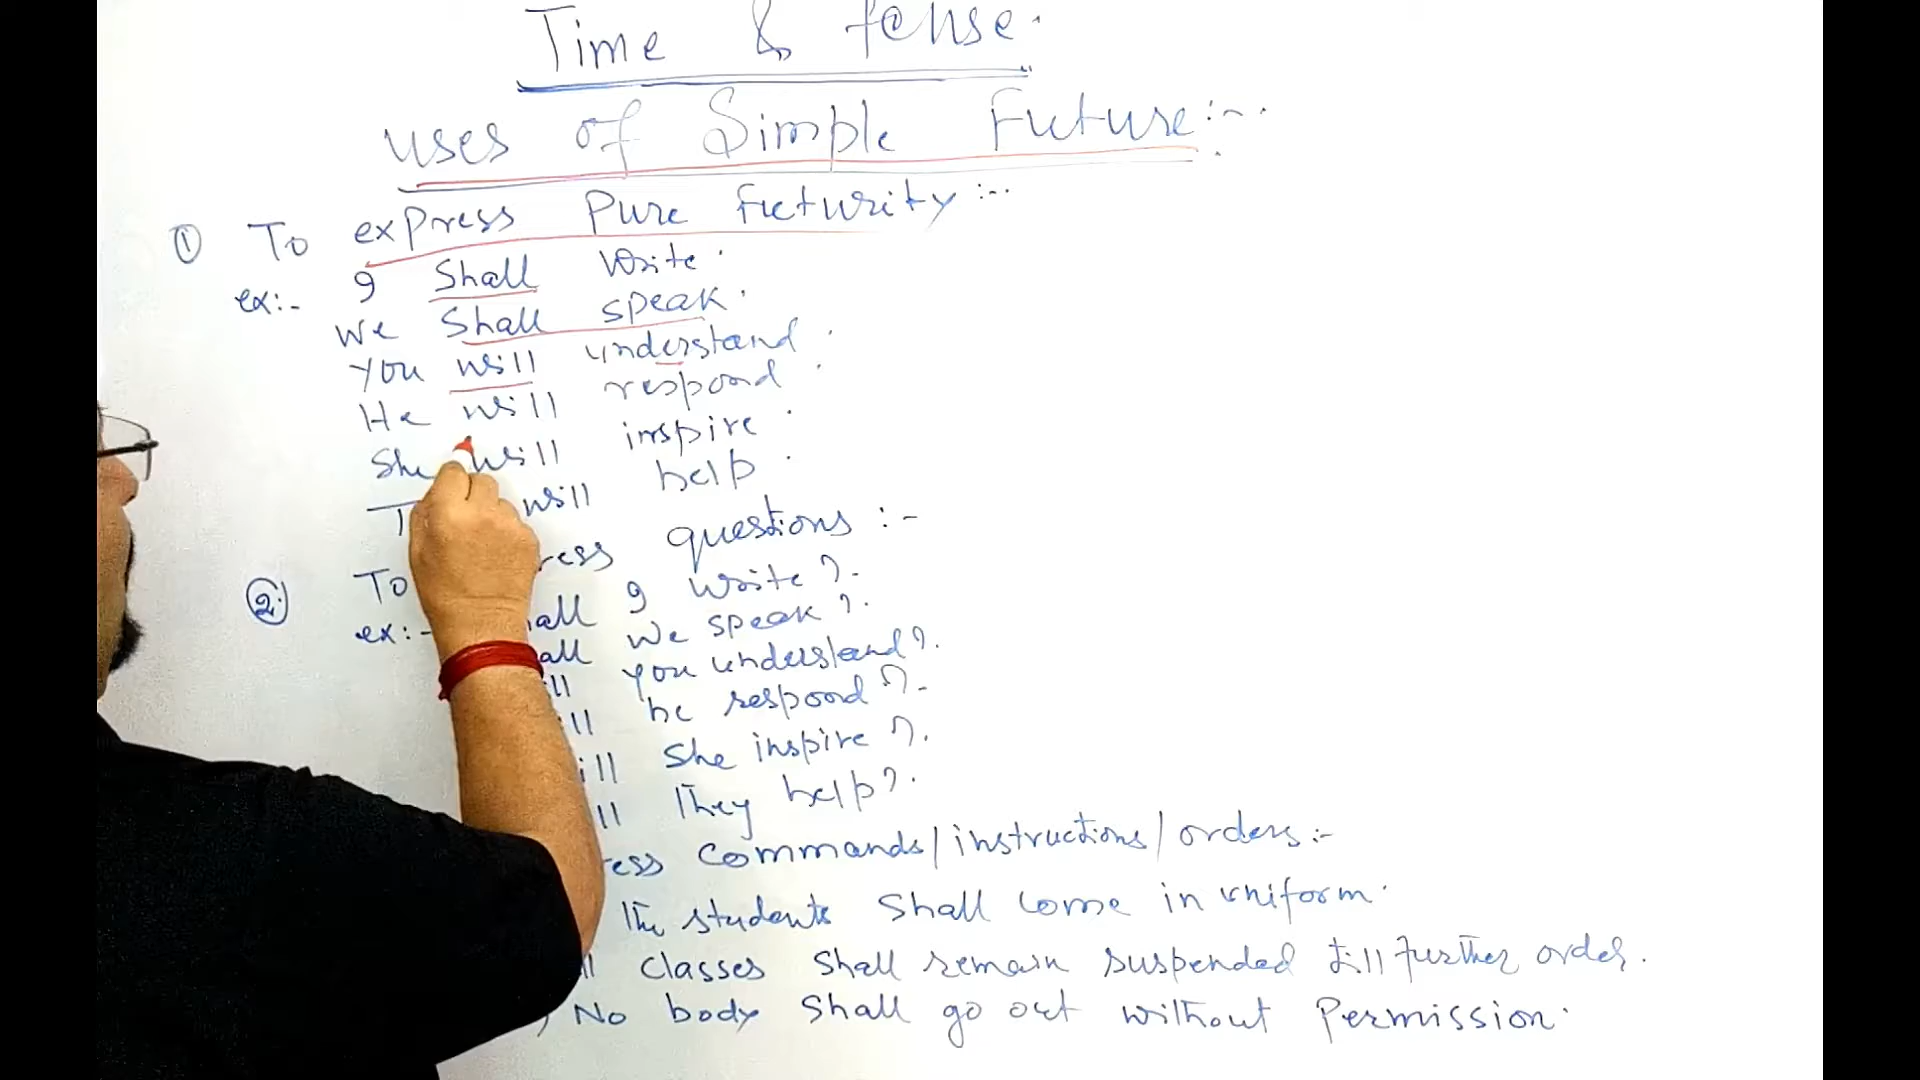 Time & tense.
uses of Simple Future:-
① To express Pure Futurity:-
ex:- I Shall write.
We Shall speak.
You will understand.
He will respond.
She will inspire.
will help.
② To questions:-
ex:- I write?
We speak?
you understand?
he respond?
She inspire?
They help?
Commands/instructions/orders:-
The students Shall come in uniform.
classes Shall remain suspended till further order.
No body Shall go out without Permission.